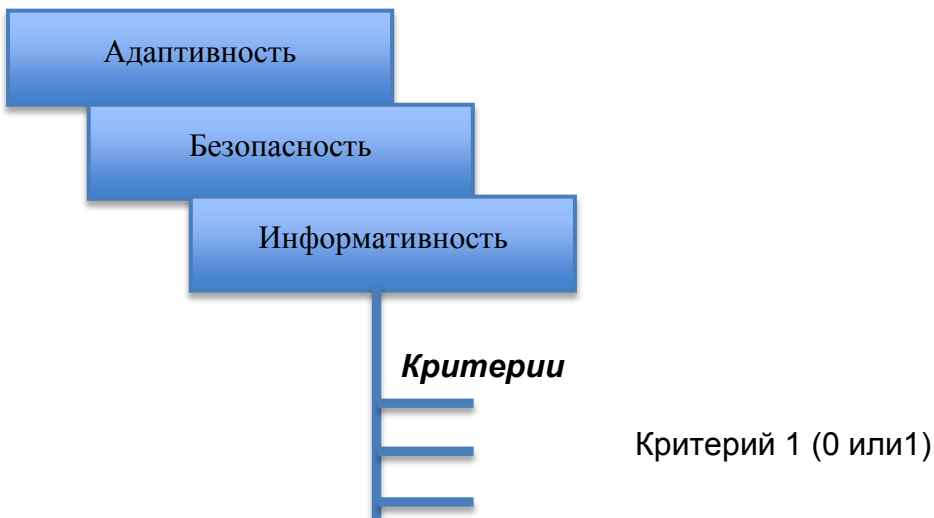 Адаптивность
Безопасность
Информативность
Критерии
Критерий 1 (0 или1)